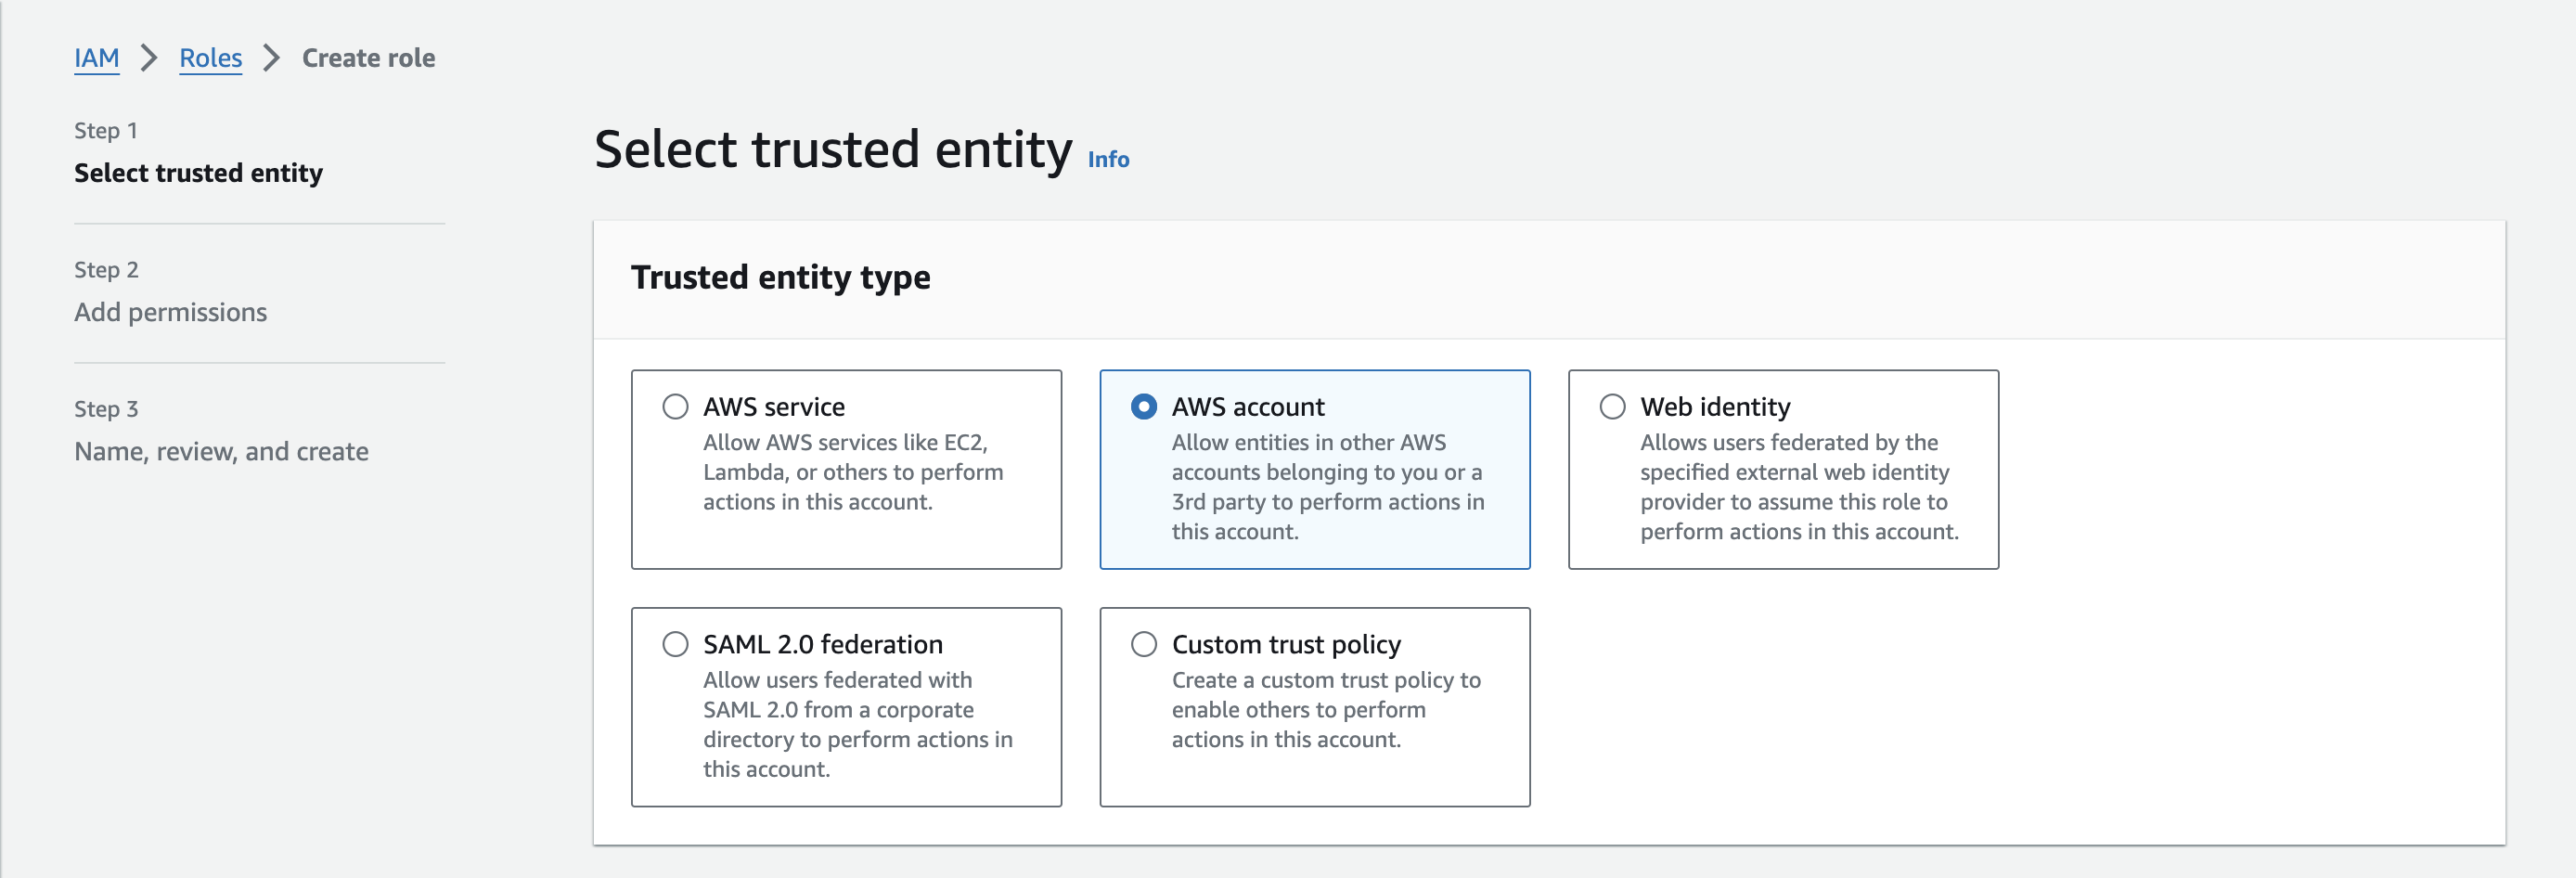 IAM > Roles > Create role
Step 1
Select trusted entity
Step 2
Add permissions
Step 3
Name, review, and create
Select trusted entity Info
Trusted entity type
AWS service
Allow AWS services like EC2,
Lambda, or others to perform
actions in this account.
AWS account
Allow entities in other AWS
accounts belonging to you or a
3rd party to perform actions in
this account.
Web identity
Allows users federated by the
specified external web identity
provider to assume this role to
perform actions in this account.
SAML 2.0 federation
Allow users federated with
SAML 2.0 from a corporate
directory to perform actions in
this account.
Custom trust policy
Create a custom trust policy to
enable others to perform
actions in this account.